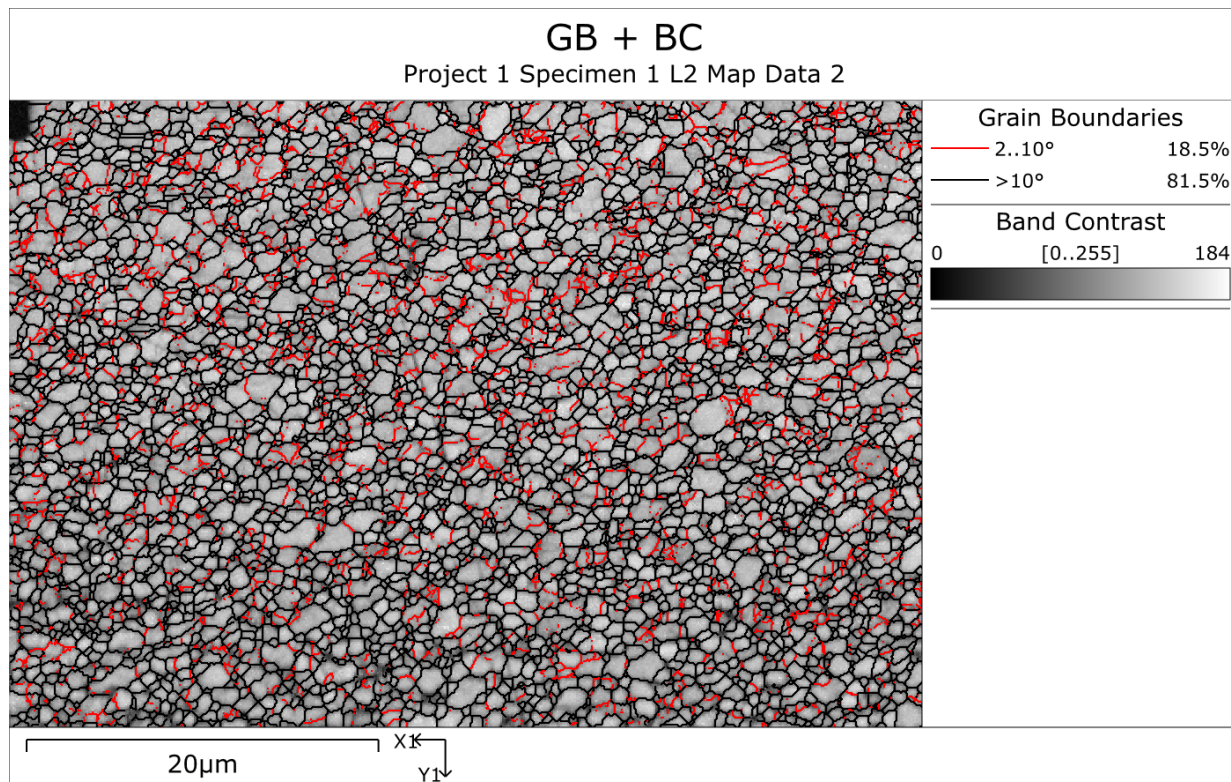 GB + BC
Project 1 Specimen 1 L2 Map Data 2
Grain Boundaries
2..10° 18.5%
>10° 81.5%
Band Contrast
0 [0..255] 184
20µm
X1
Y1